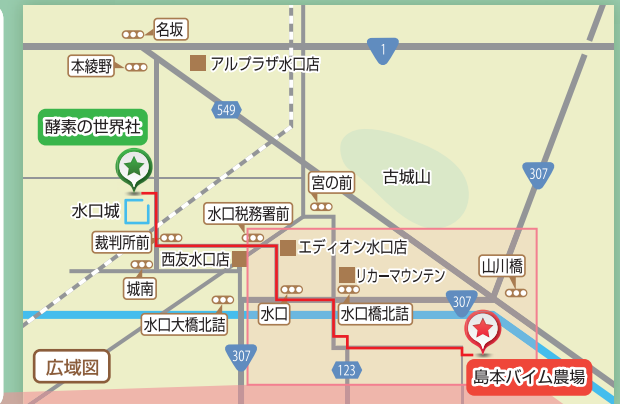 名坂
本綾野
アルプラザ水口店
1
549
酵素の世界社
宮の前
古城山
307
水口城
水口税務署前
裁判所前
エディオン水口店
西友水口店
リカーマウンテン
山川橋
城南
307
水口
水口橋北詰
水口大橋北詰
307
123
広域図
島本バイム農場